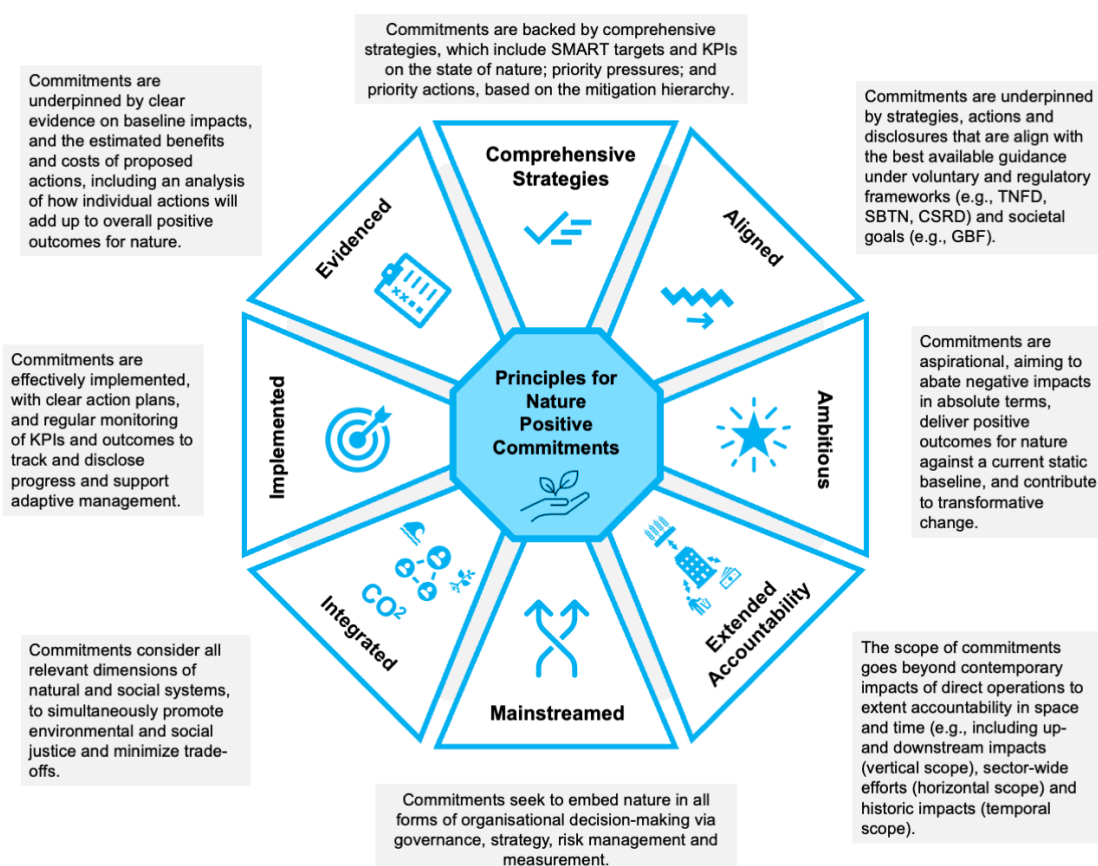 Commitments are backed by comprehensive
strategies, which include SMART targets and KPIs
on the state of nature; priority pressures; and
priority actions, based on the mitigation hierarchy.
Commitments are
underpinned by clear
evidence on baseline impacts,
and the estimated benefits
and costs of proposed
actions, including an analysis
of how individual actions will
add up to overall positive
outcomes for nature.
Commitments are underpinned
by strategies, actions and
disclosures that are align with
the best available guidance
under voluntary and regulatory
frameworks (e.g., TNFD,
SBTN, CSRD) and societal
goals (e.g., GBF).
Comprehensive
Strategies
Evidenced
Aligned
Commitments are
effectively implemented,
with clear action plans,
and regular monitoring
of KPIs and outcomes to
track and disclose
progress and support
adaptive management.
Implemented
Principles for
Nature
Positive
Commitments
Ambitious
Commitments are
aspirational, aiming to
abate negative impacts
in absolute terms,
deliver positive
outcomes for nature
against a current static
baseline, and contribute
to transformative
change.
CO²
Integrated
Mainstreamed
Extended
Accountability
Commitments consider all
relevant dimensions of
natural and social systems,
to simultaneously promote
environmental and social
justice and minimize trade-
offs.
The scope of commitments
goes beyond contemporary
impacts of direct operations to
extent accountability in space
and time (e.g., including up-
and downstream impacts
(vertical scope), sector-wide
efforts (horizontal scope) and
historic impacts (temporal
scope).
Commitments seek to embed nature in all
forms of organisational decision-making via
governance, strategy, risk management and
measurement.